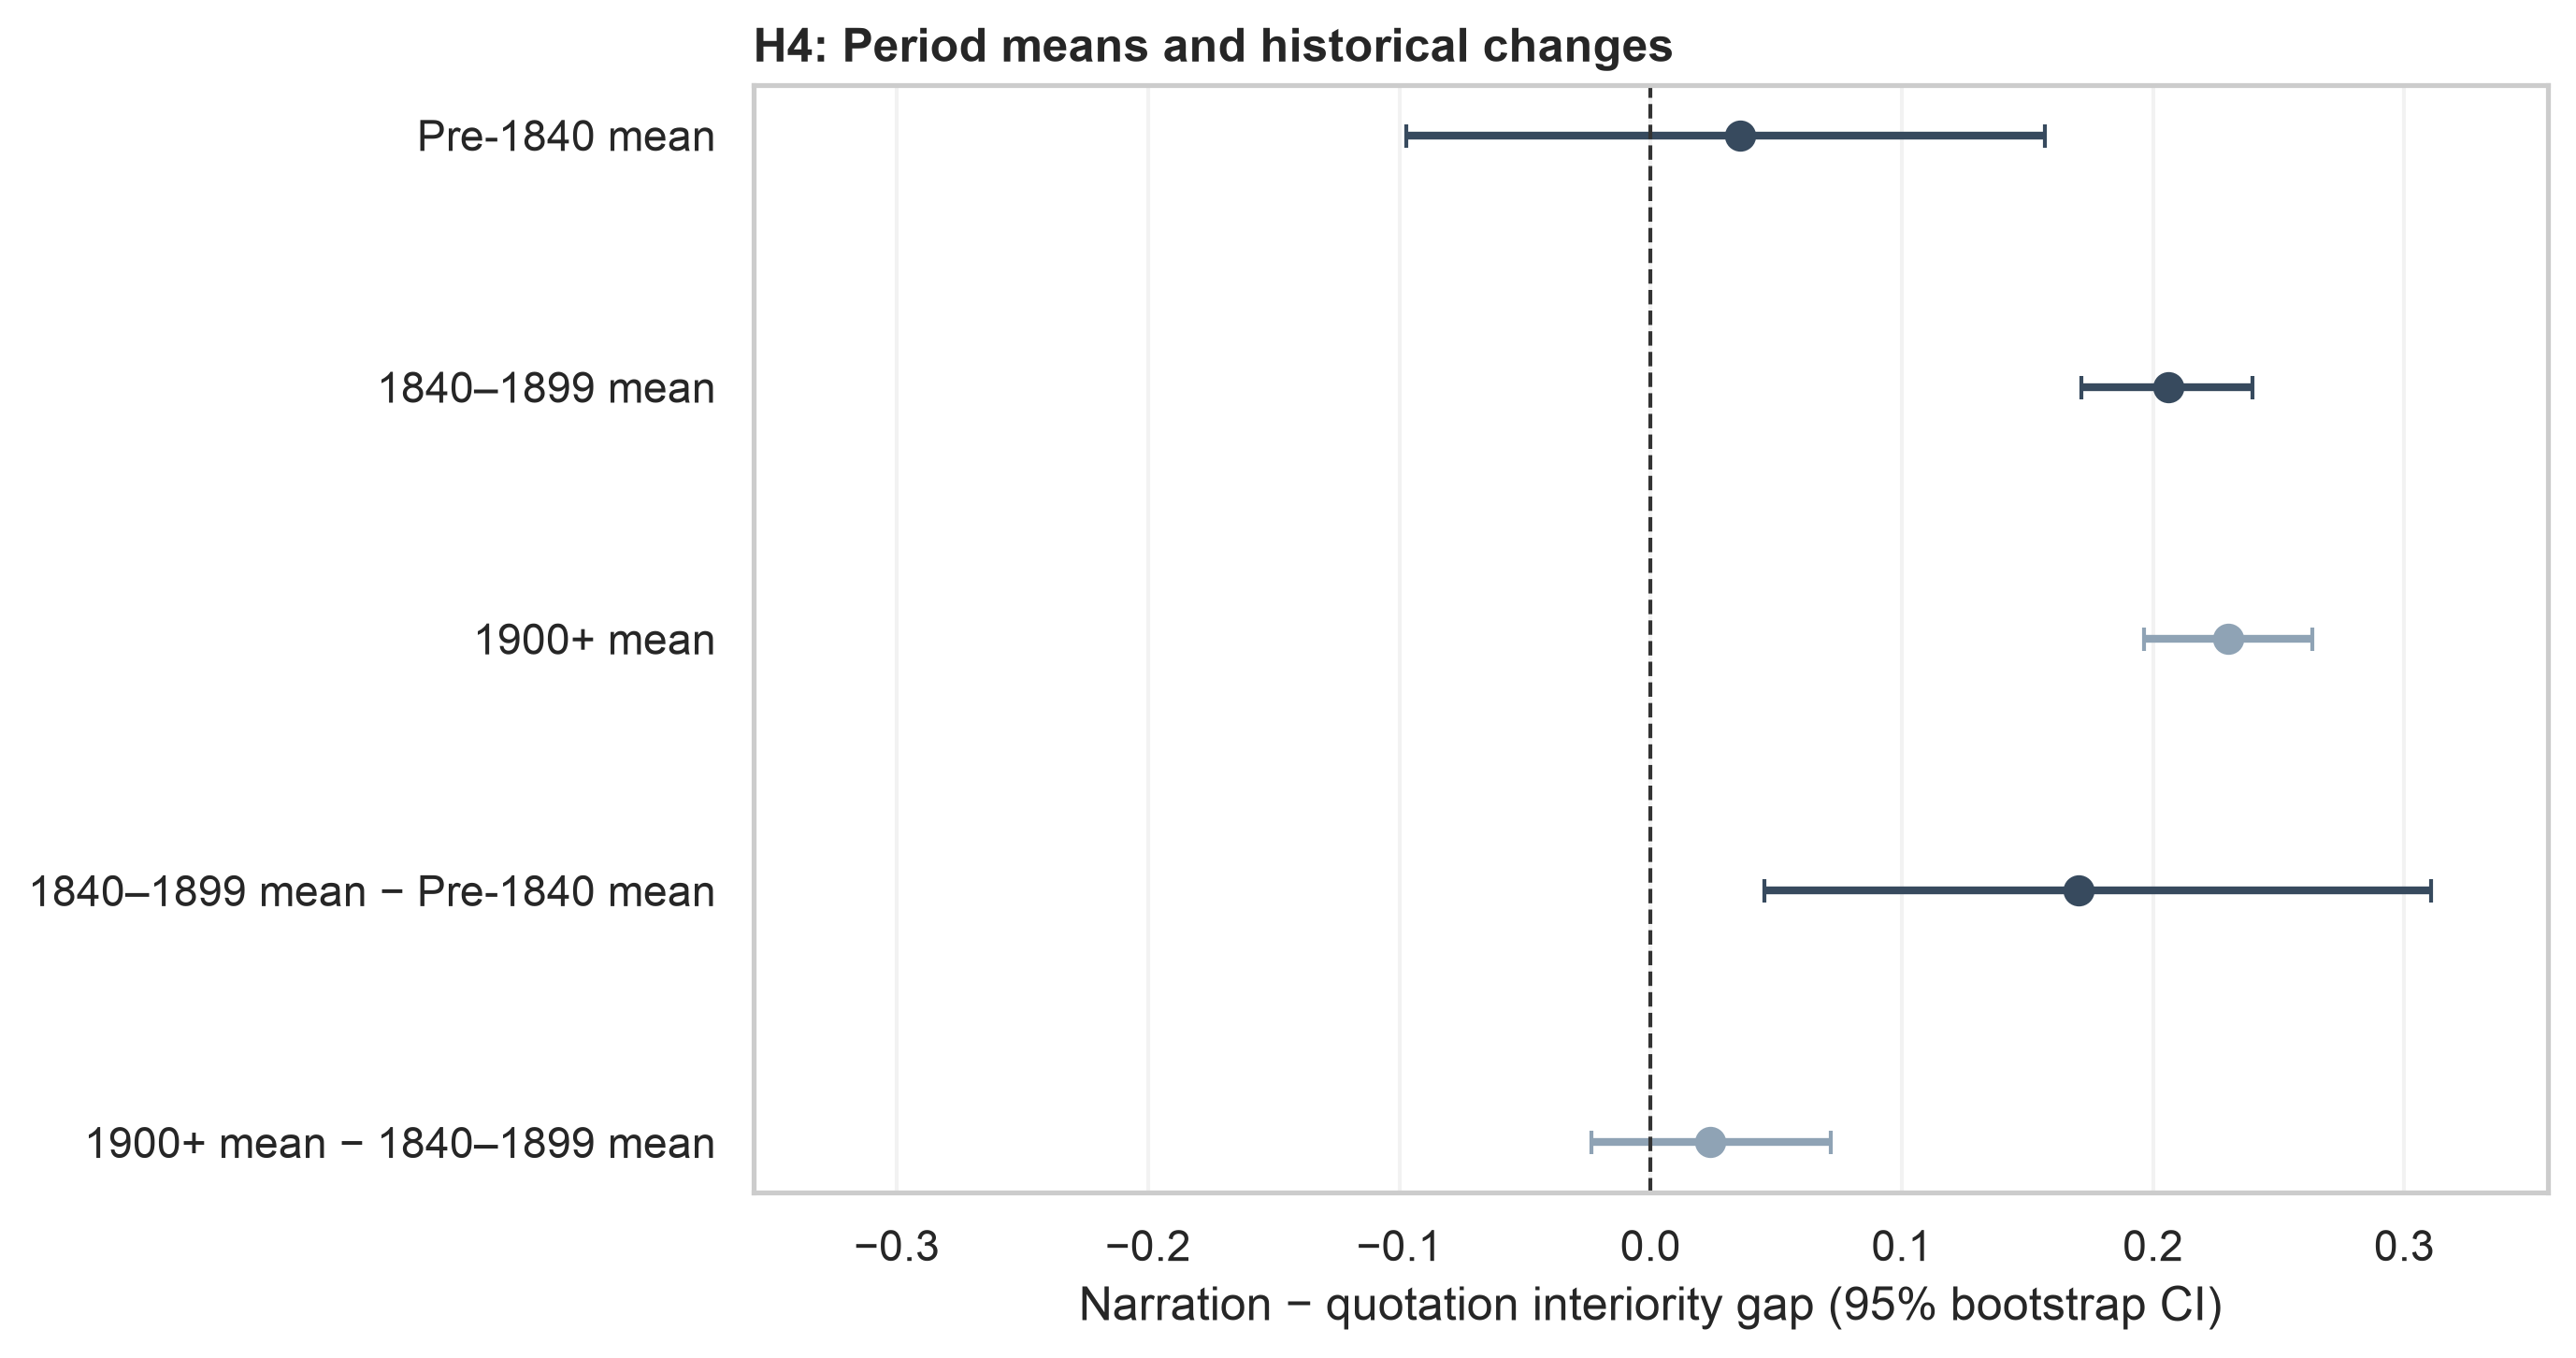 H4: Period means and historical changes
Pre-1840 mean
1840–1899 mean
1900+ mean
1840–1899 mean − Pre-1840 mean
1900+ mean − 1840–1899 mean
−0.3 −0.2 −0.1 0.0 0.1 0.2 0.3
Narration − quotation interiority gap (95% bootstrap CI)